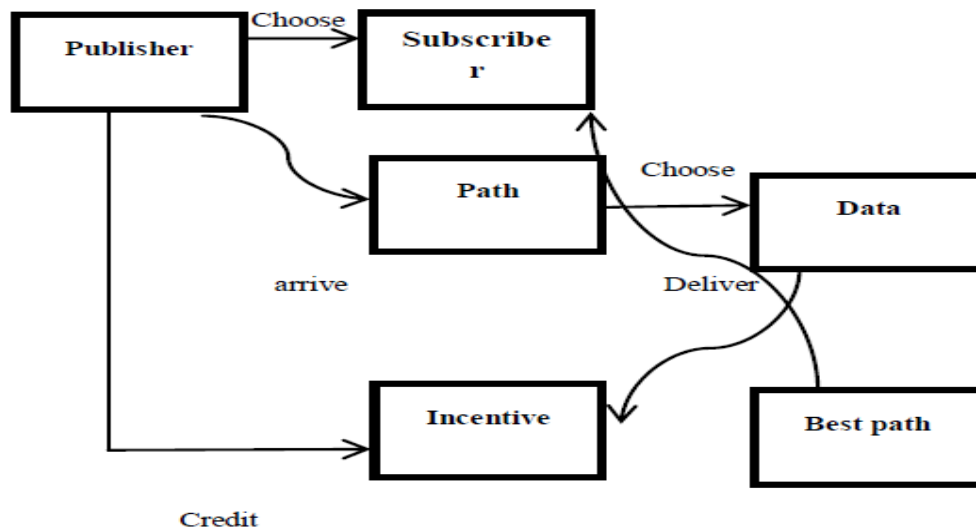 Choose
Publisher
Subscribe
r
Path
Choose
Data
arrive
Deliver
Incentive
Best path
Credit